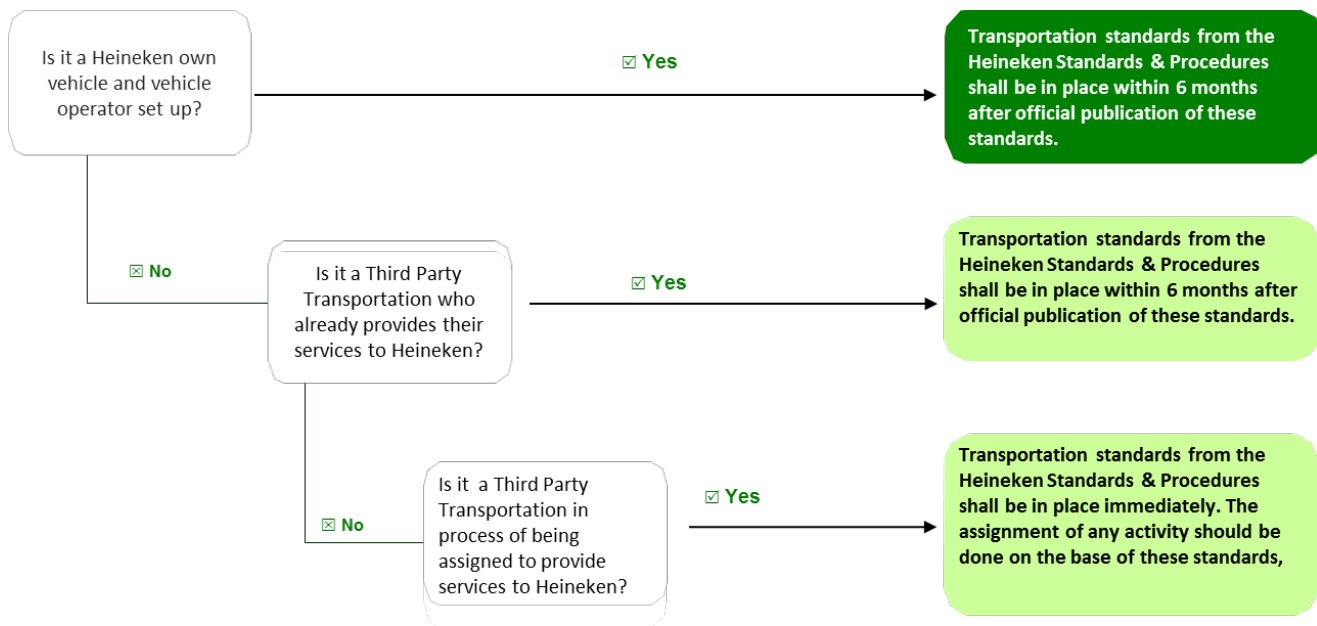 Is it a Heineken own
vehicle and vehicle
operator set up?
☑ Yes
Transportation standards from the
Heineken Standards & Procedures
shall be in place within 6 months
after official publication of these
standards.
☒ No
Is it a Third Party
Transportation who
already provides their
services to Heineken?
☑ Yes
Transportation standards from the
Heineken Standards & Procedures
shall be in place within 6 months after
official publication of these standards.
☒ No
Is it a Third Party
Transportation in
process of being
assigned to provide
services to Heineken?
☑ Yes
Transportation standards from the
Heineken Standards & Procedures
shall be in place immediately. The
assignment of any activity should be
done on the base of these standards,